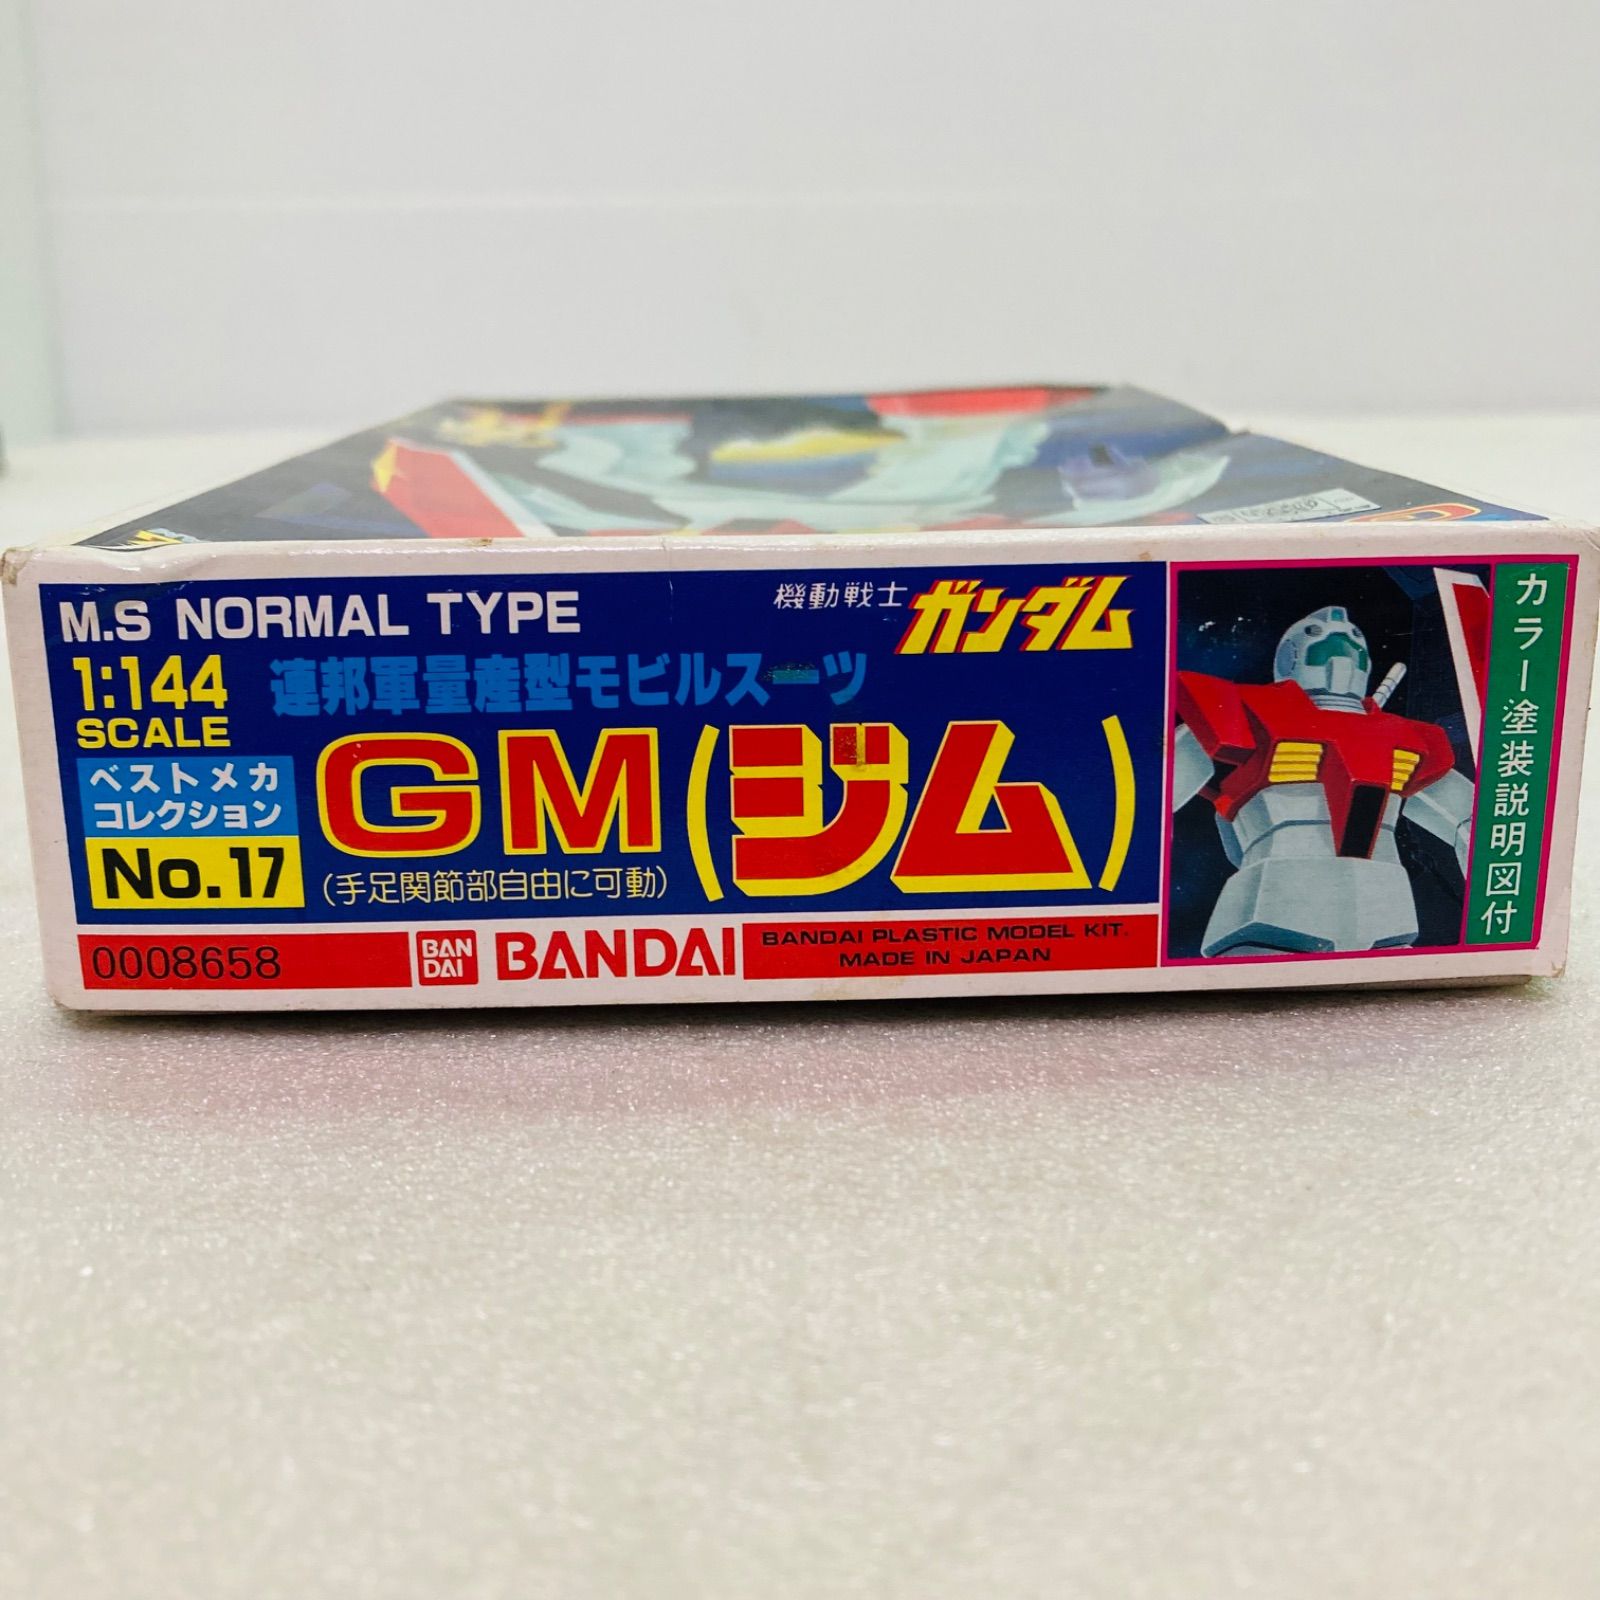 M.S NORMAL TYPE
機動戦士 ガンダム
1:144
SCALE
連邦軍量産型モビルスーツ
ベストメカ
コレクション
No.17
GM(ジム)
(手足関節部自由に可動)
0008658
BAN
DAI
BANDAI
BANDAI PLASTIC MODEL KIT.
MADE IN JAPAN
カラー塗装説明図付